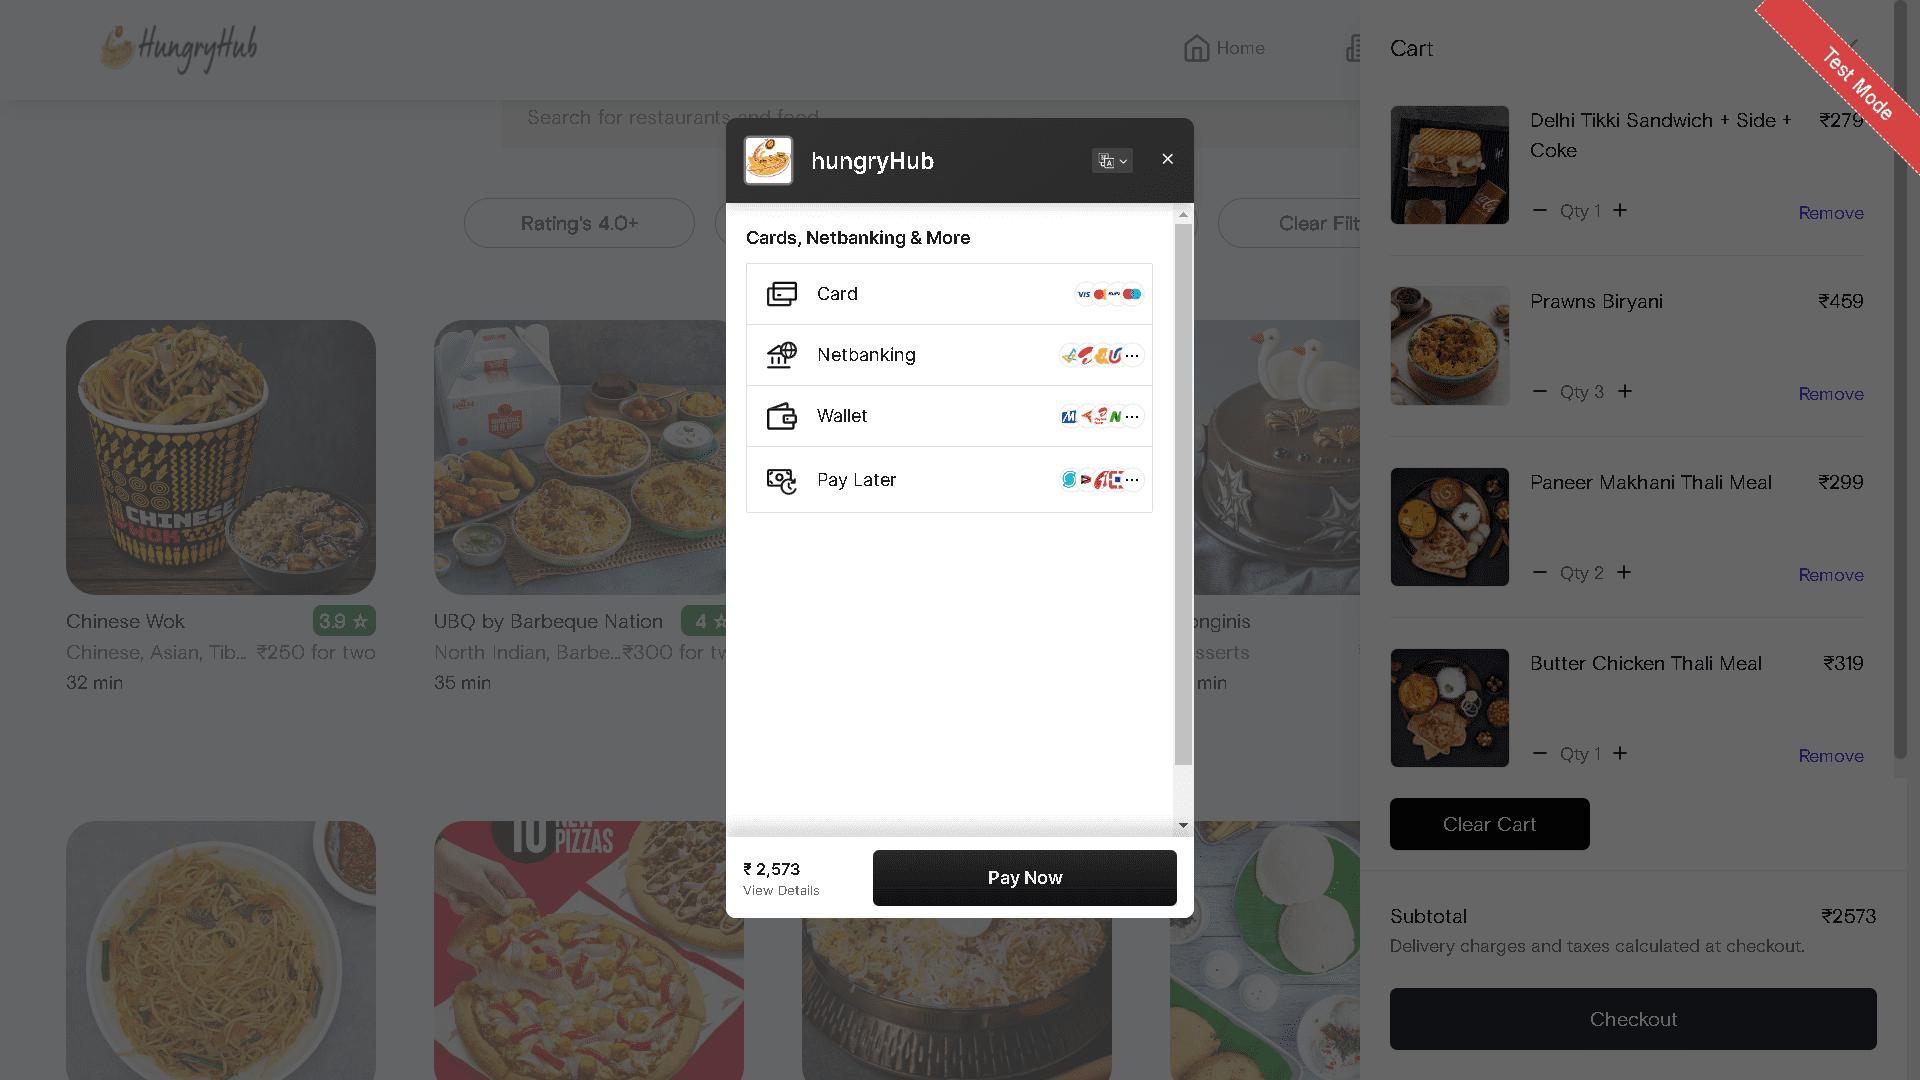 HungryHub
Home
Search for restaurants and food
Rating's 4.0+
Clear Filt
Chinese Wok
3.9 ☆
Chinese, Asian, Tib... ₹250 for two
32 min
UBQ by Barbeque Nation
4 ☆
North Indian, Barbe...₹300 for tw
35 min
onginis
sserts
min
CHINESE
WOK
10 NEW
PIZZAS
hungryHub
Cards, Netbanking & More
Card
VISA
Netbanking
Wallet
Pay Later
₹ 2,573
View Details
Pay Now
Cart
Test Mode
Delhi Tikki Sandwich + Side +
Coke
₹279
− Qty 1 +
Remove
Prawns Biryani
₹459
− Qty 3 +
Remove
Paneer Makhani Thali Meal
₹299
− Qty 2 +
Remove
Butter Chicken Thali Meal
₹319
− Qty 1 +
Remove
Clear Cart
Subtotal
₹2573
Delivery charges and taxes calculated at checkout.
Checkout